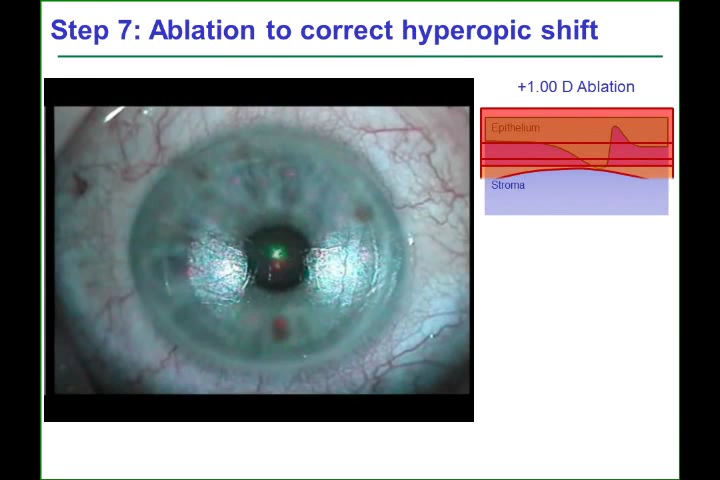 Step 7: Ablation to correct hyperopic shift
+1.00 D Ablation
Epithelium
Stroma